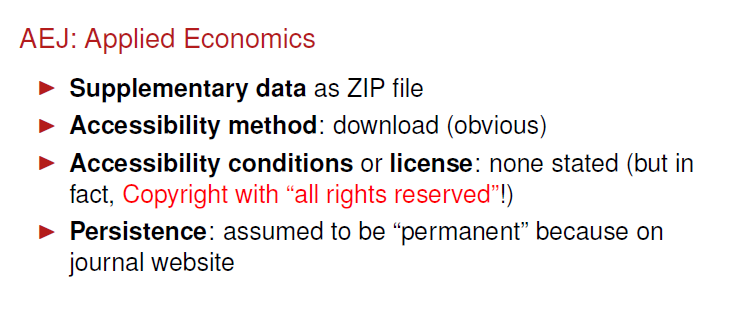 AEJ: Applied Economics
Supplementary data as ZIP file
Accessibility method: download (obvious)
Accessibility conditions or license: none stated (but in
fact, Copyright with “all rights reserved”!)
Persistence: assumed to be “permanent” because on
journal website